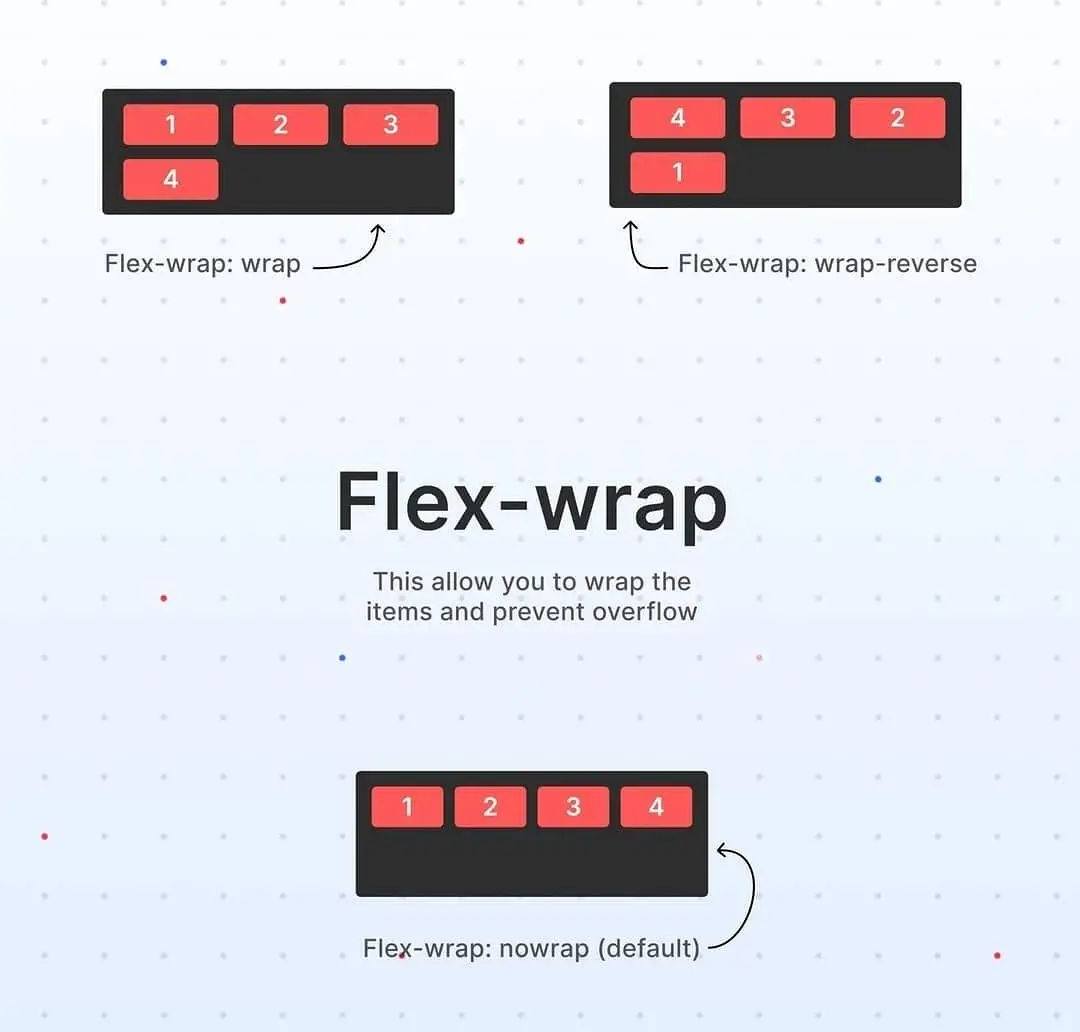 1 2 3
4
Flex-wrap: wrap
4 3 2
1
Flex-wrap: wrap-reverse
Flex-wrap
This allow you to wrap the
items and prevent overflow
1 2 3 4
Flex-wrap: nowrap (default)